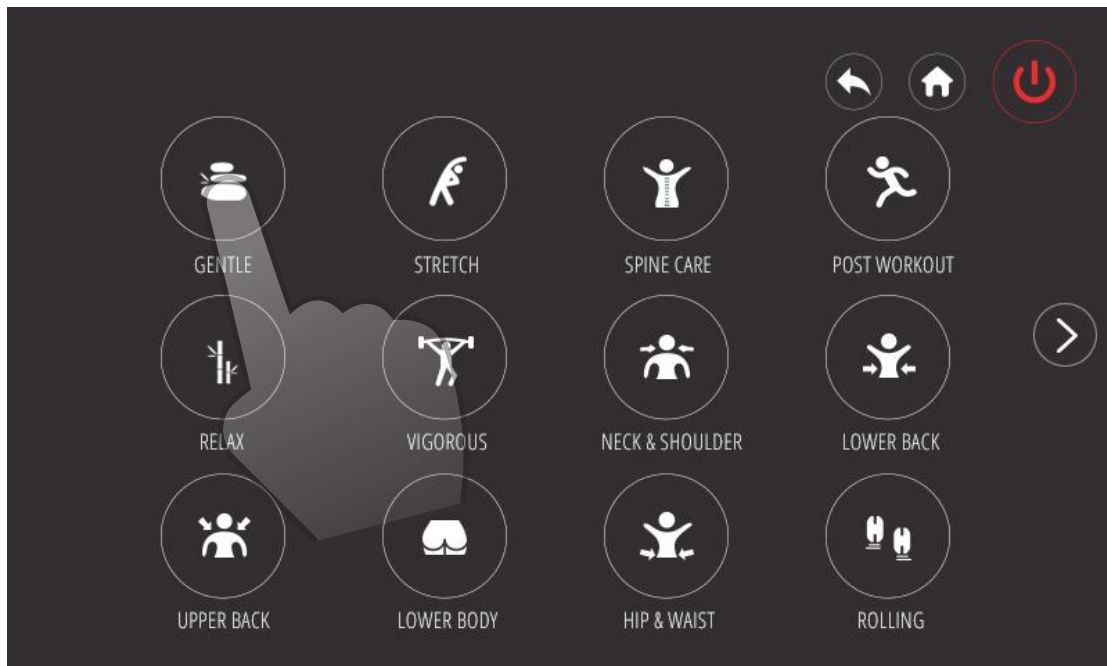 GENTLE
STRETCH
SPINE CARE
POST WORKOUT
RELAX
VIGOROUS
NECK & SHOULDER
LOWER BACK
UPPER BACK
LOWER BODY
HIP & WAIST
ROLLING